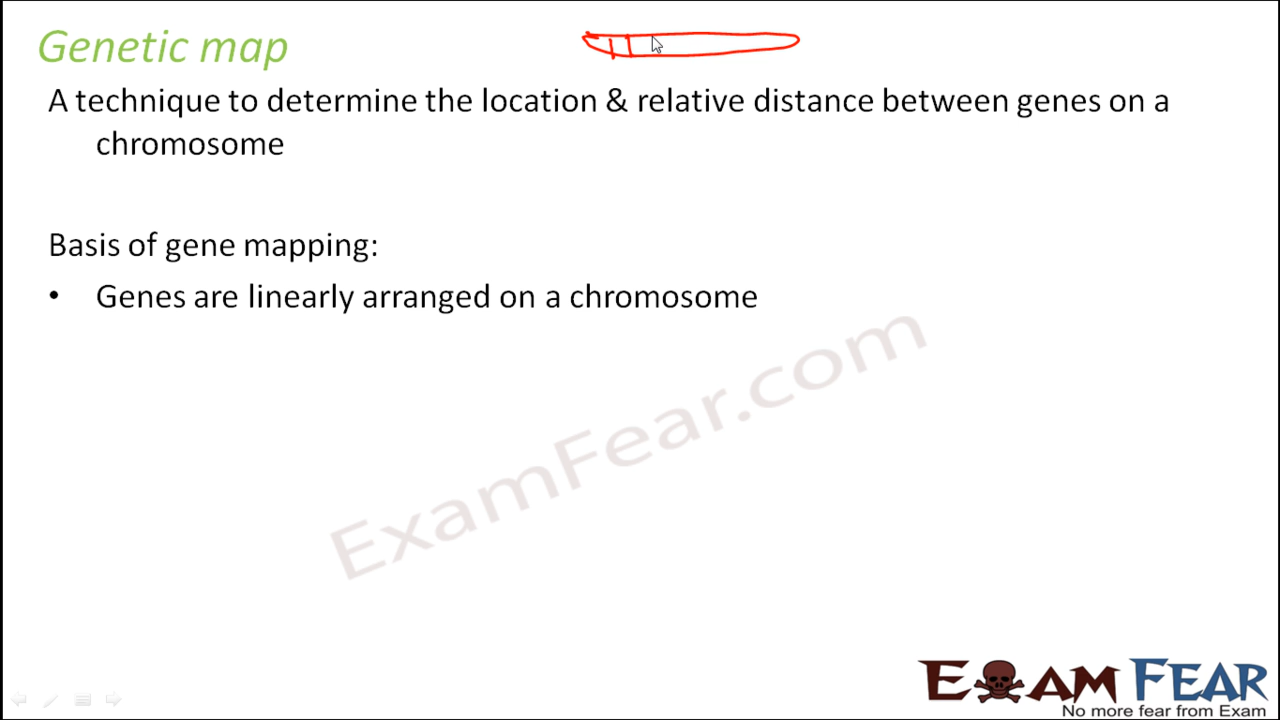 Genetic map
A technique to determine the location & relative distance between genes on a
chromosome
Basis of gene mapping:
• Genes are linearly arranged on a chromosome
ExamFear.com
EXAM FEAR
No more fear from Exam